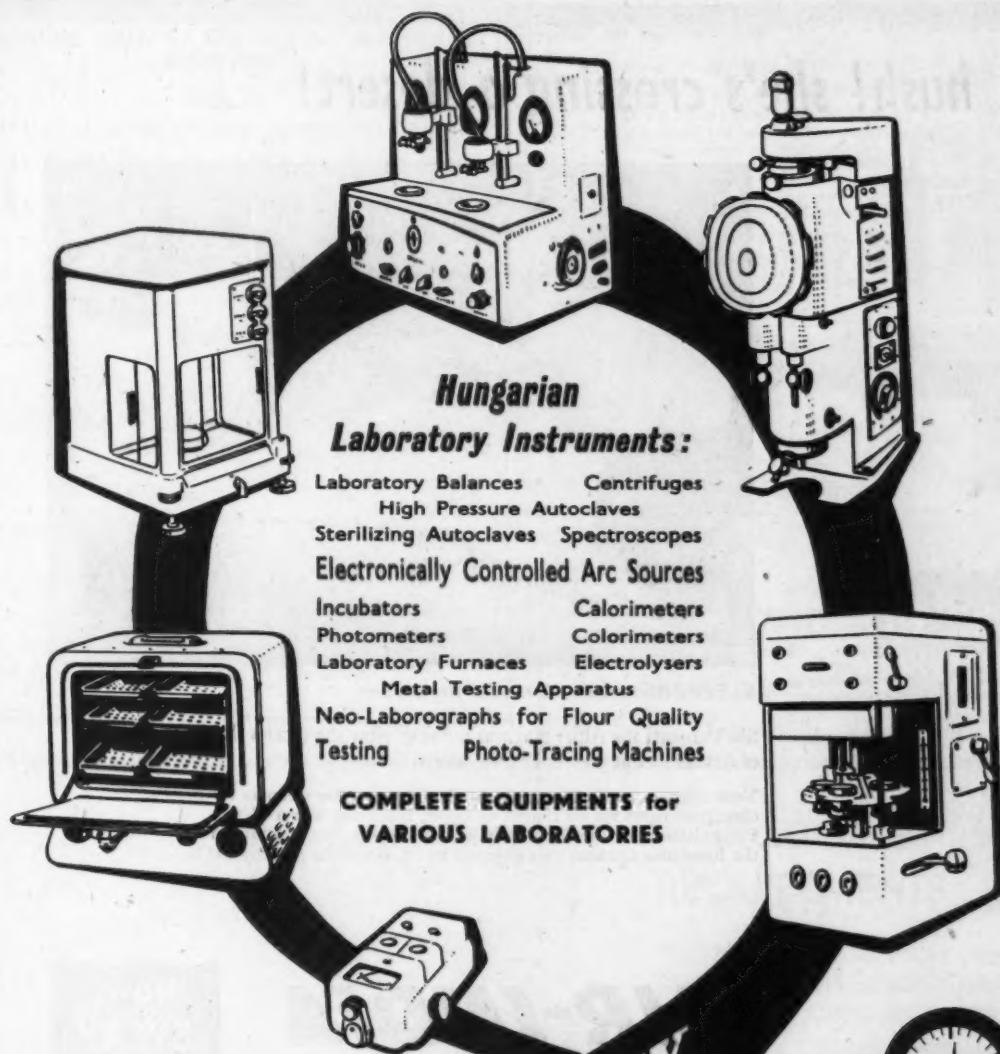 Hungarian
Laboratory Instruments:
Laboratory Balances Centrifuges
High Pressure Autoclaves
Sterilizing Autoclaves Spectroscopes
Electronically Controlled Arc Sources
Incubators Calorimeters
Photometers Colorimeters
Laboratory Furnaces Electrolysers
Metal Testing Apparatus
Neo-Laborographs for Flour Quality
Testing Photo-Tracing Machines
COMPLETE EQUIPMENTS for
VARIOUS LABORATORIES